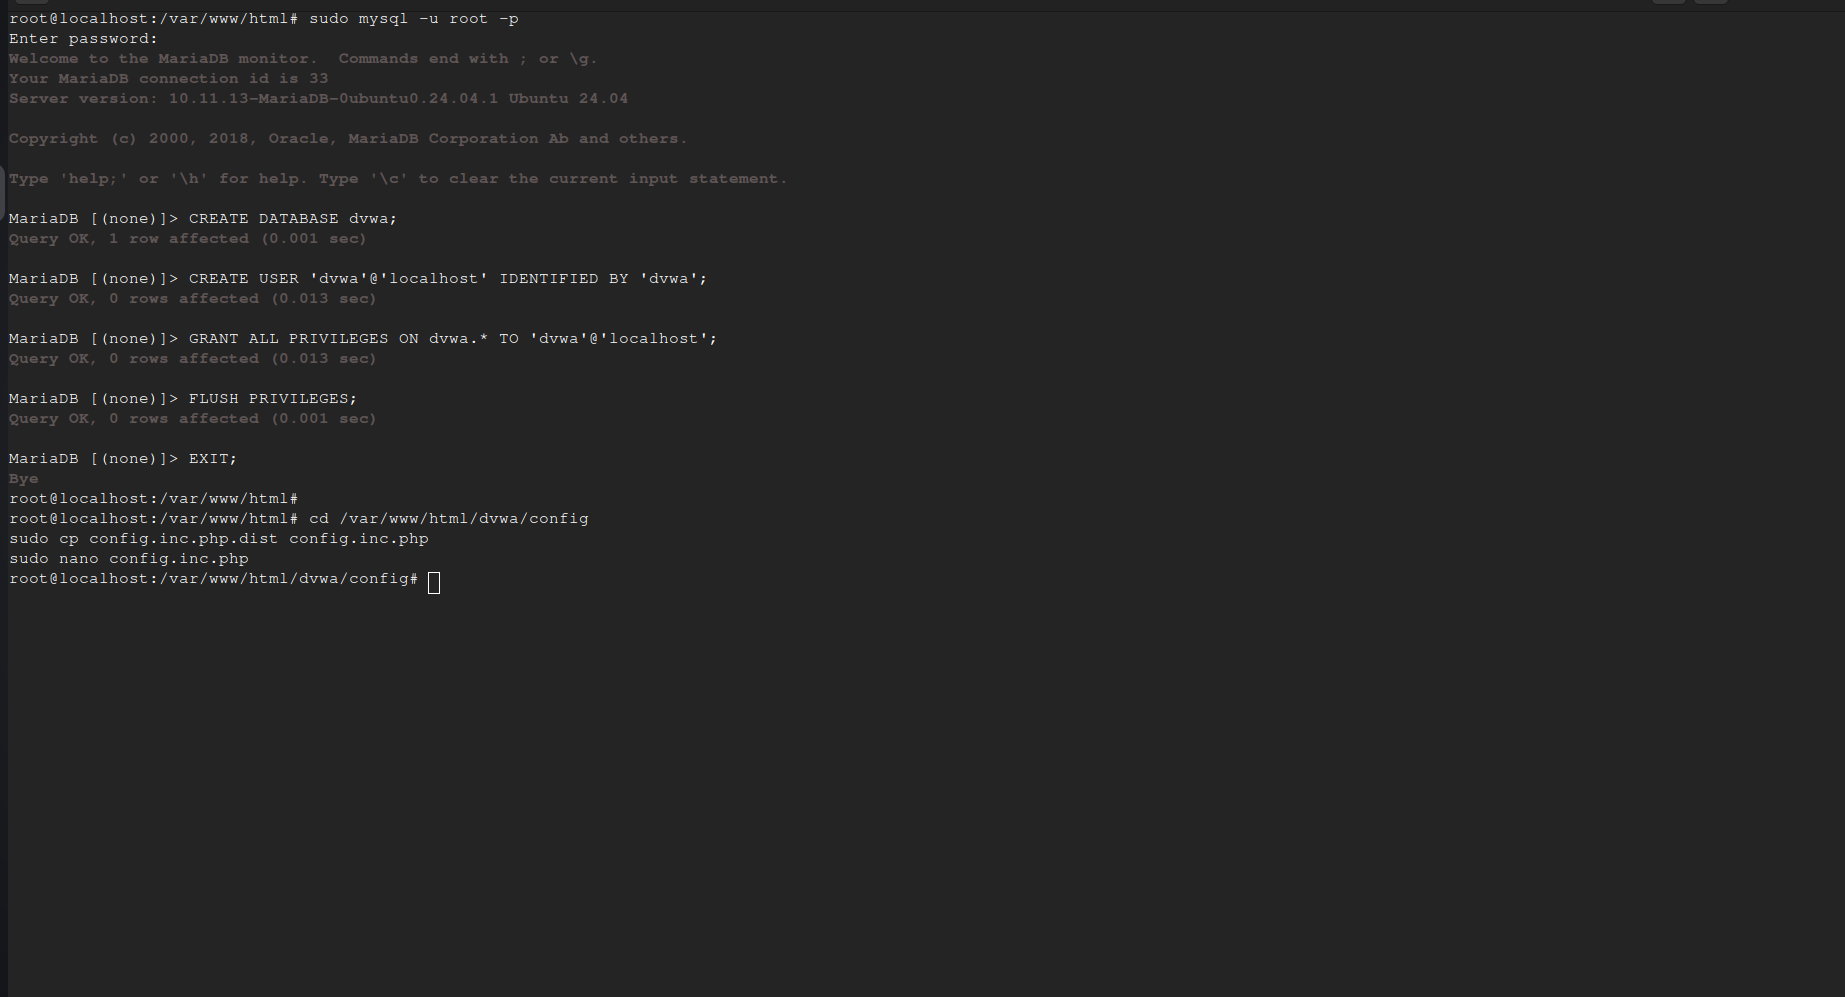 root@localhost:/var/www/html# sudo mysql -u root -p
Enter password:
Welcome to the MariaDB monitor.  Commands end with ; or \g.
Your MariaDB connection id is 33
Server version: 10.11.13-MariaDB-0ubuntu0.24.04.1 Ubuntu 24.04
Copyright (c) 2000, 2018, Oracle, MariaDB Corporation Ab and others.
Type 'help;' or '\h' for help. Type '\c' to clear the current input statement.
MariaDB [(none)]> CREATE DATABASE dvwa;
Query OK, 1 row affected (0.001 sec)
MariaDB [(none)]> CREATE USER 'dvwa'@'localhost' IDENTIFIED BY 'dvwa';
Query OK, 0 rows affected (0.013 sec)
MariaDB [(none)]> GRANT ALL PRIVILEGES ON dvwa.* TO 'dvwa'@'localhost';
Query OK, 0 rows affected (0.013 sec)
MariaDB [(none)]> FLUSH PRIVILEGES;
Query OK, 0 rows affected (0.001 sec)
MariaDB [(none)]> EXIT;
Bye
root@localhost:/var/www/html#
root@localhost:/var/www/html# cd /var/www/html/dvwa/config
sudo cp config.inc.php.dist config.inc.php
sudo nano config.inc.php
root@localhost:/var/www/html/dvwa/config#